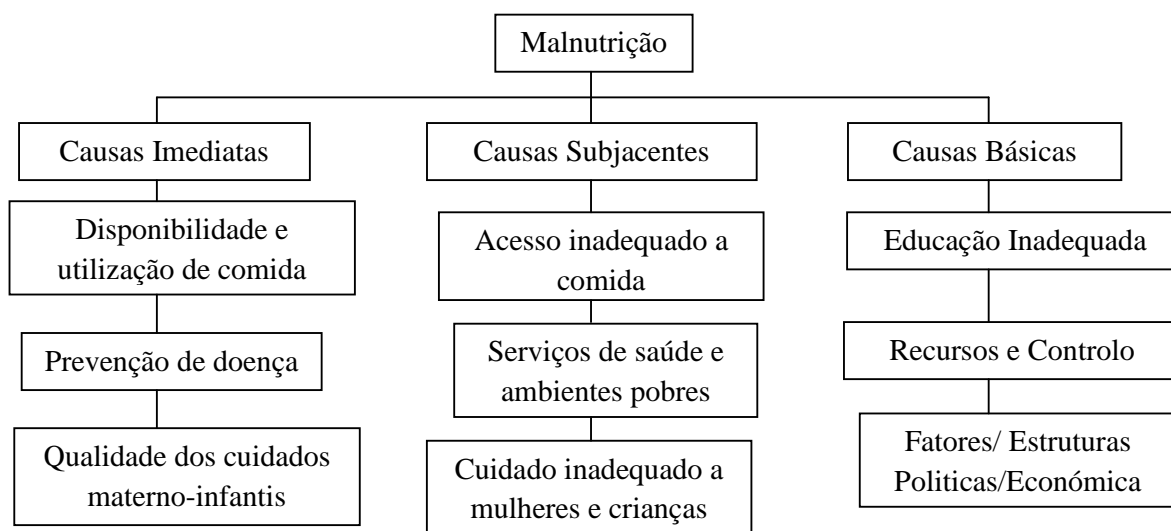 Malnutrição
Causas Imediatas
Disponibilidade e
utilização de comida
Prevenção de doença
Qualidade dos cuidados
materno-infantis
Causas Subjacentes
Acesso inadequado a
comida
Serviços de saúde e
ambientes pobres
Cuidado inadequado a
mulheres e crianças
Causas Básicas
Educação Inadequada
Recursos e Controlo
Fatores/ Estruturas
Politicas/Económica